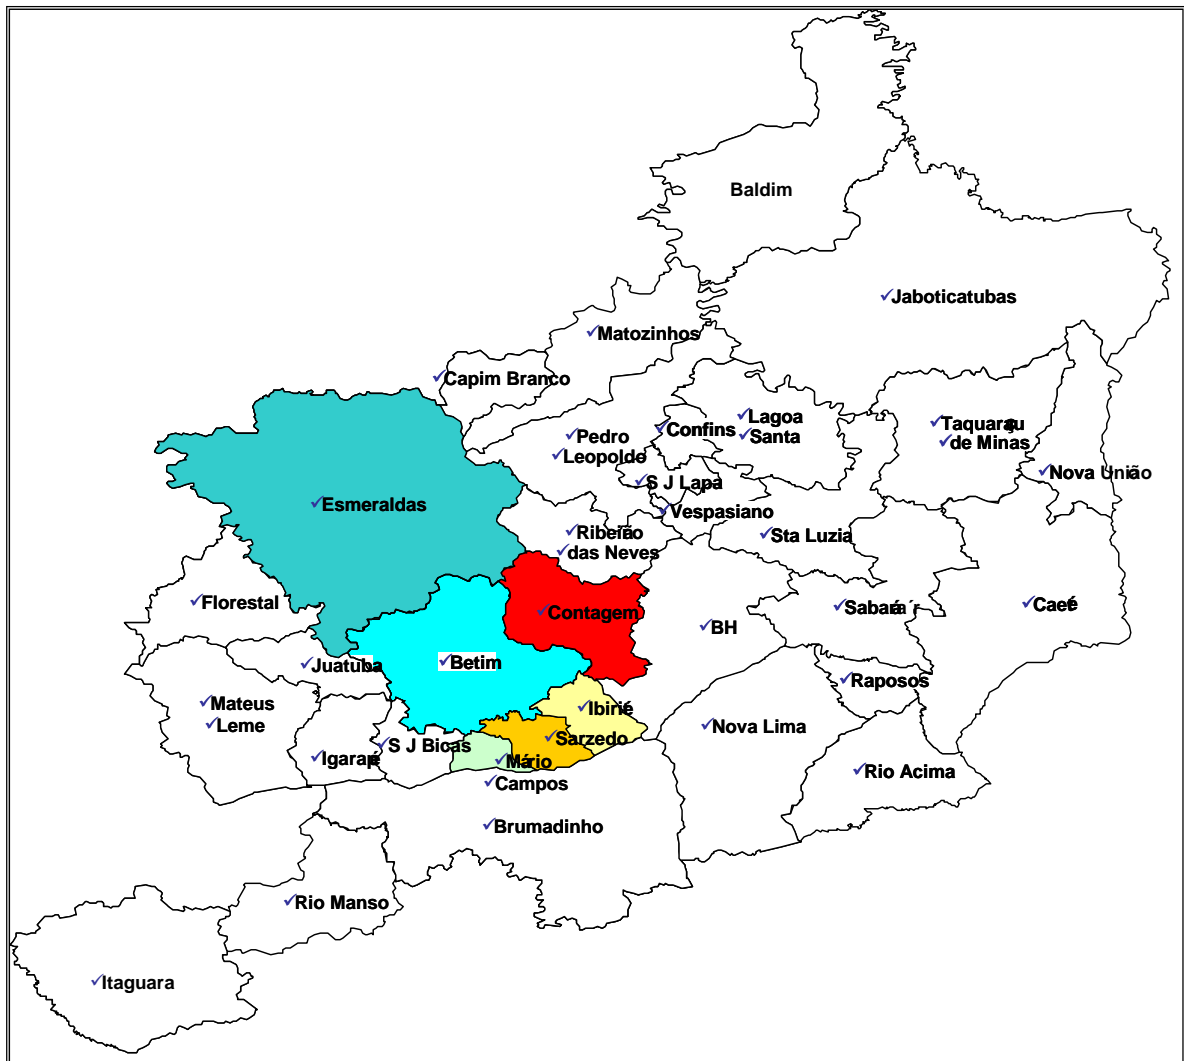 Baldim
✓Jaboticatubas
✓Matozinhos
✓Capim Branco
✓Lagoa
✓Santa
✓Confins
✓Taquaraçu
✓de Minas
✓Pedro
✓Leopoldo
✓Nova União
✓S J Lapa
✓Esmeraldas
✓Vespasiano
✓Ribeirão
✓das Neves
✓Sta Luzia
✓Florestal
✓Contagem
✓Sabará
✓Caeté
✓BH
✓Juatuba
✓Betim
✓Raposos
✓Mateus
✓Leme
✓Ibirité
✓Nova Lima
✓Sarzedo
✓S J Bicas
✓Igarapé
✓Mário
✓Campos
✓Rio Acima
✓Brumadinho
✓Rio Manso
✓Itaguara